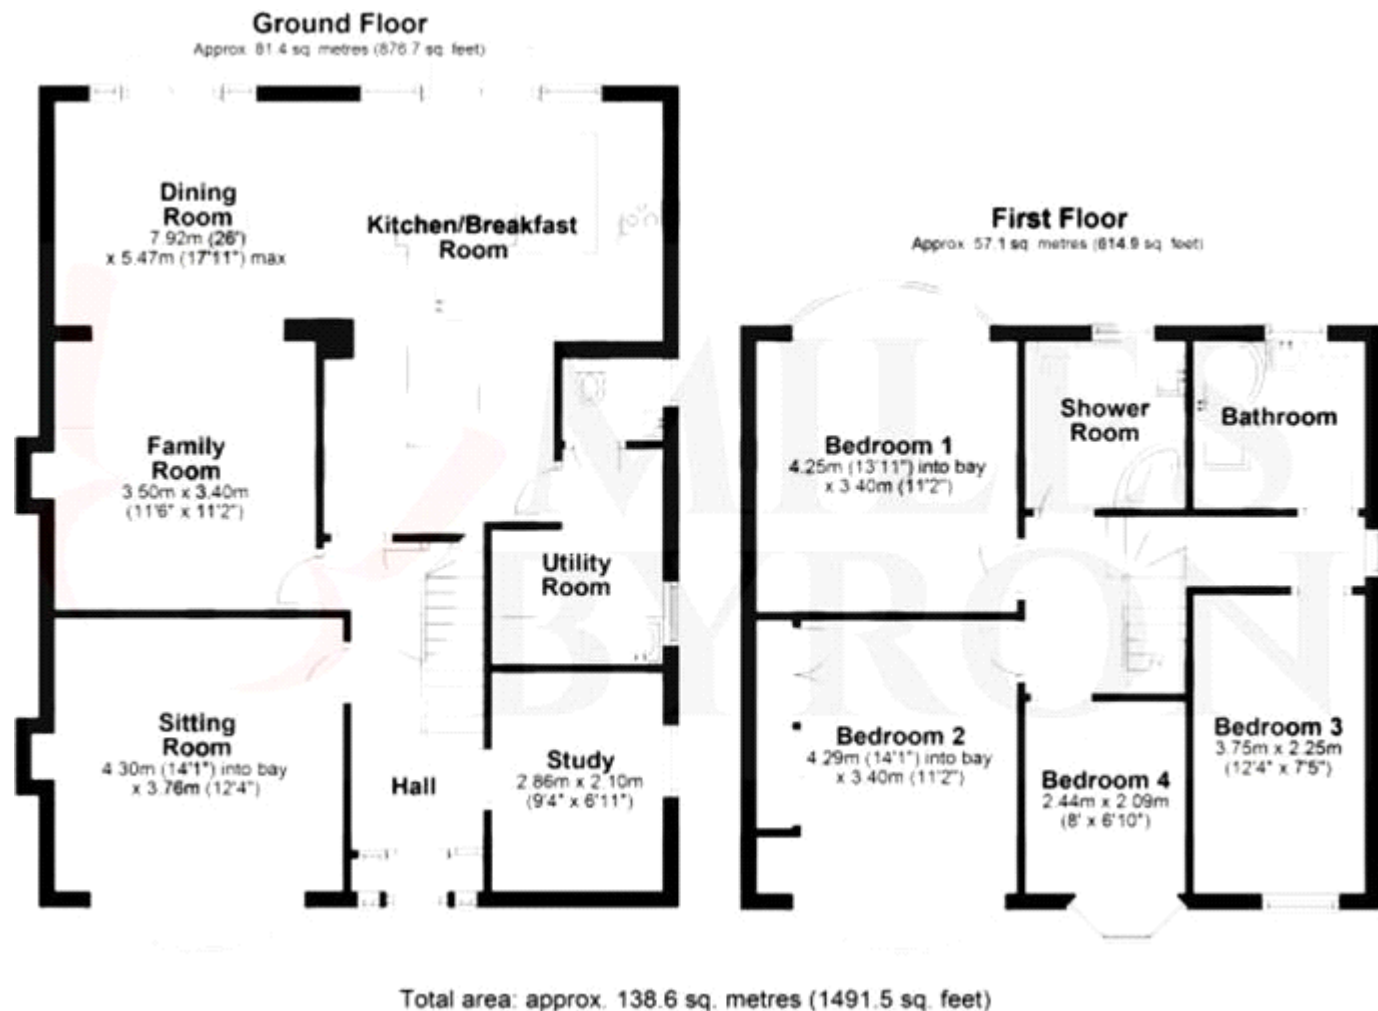 Ground Floor
Approx. 81.4 sq. metres (876.7 sq. feet)
Dining
Room
7.92m (26')
x 5.47m (17'11") max
Kitchen/Breakfast
Room
Family
Room
3.50m x 3.40m
(11'6" x 11'2")
Utility
Room
Sitting
Room
4.30m (14'1") into bay
x 3.76m (12'4")
Hall
Study
2.86m x 2.10m
(9'4" x 6'11")
First Floor
Approx. 57.1 sq. metres (614.9 sq. feet)
Bedroom 1
4.25m (13'11") into bay
x 3.40m (11'2")
Shower
Room
Bathroom
Bedroom 2
4.29m (14'1") into bay
x 3.40m (11'2")
Bedroom 4
2.44m x 2.09m
(8' x 6'10")
Bedroom 3
3.75m x 2.25m
(12'4" x 7'5")
MILES
BYRON
Total area: approx. 138.6 sq. metres (1491.5 sq. feet)